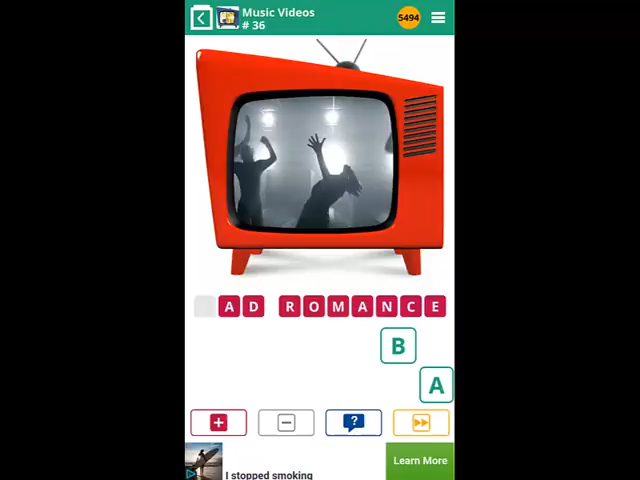 Music Videos
# 36
5494
AD ROMANCE
B
A
+
−
?
I stopped smoking
Learn More